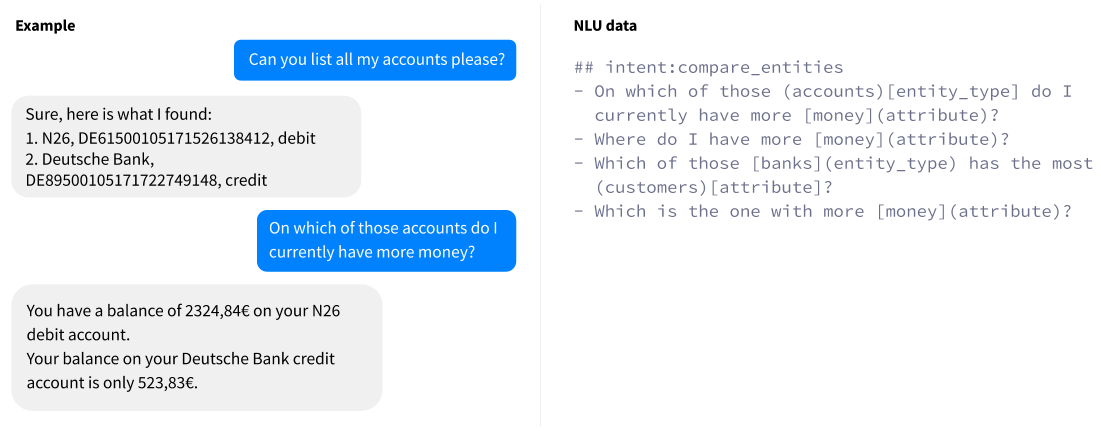 Example
Can you list all my accounts please?
Sure, here is what I found:
1. N26, DE61500105171526138412, debit
2. Deutsche Bank,
DE89500105171722749148, credit
On which of those accounts do I
currently have more money?
You have a balance of 2324,84€ on your N26
debit account.
Your balance on your Deutsche Bank credit
account is only 523,83€.
NLU data
## intent:compare_entities
- On which of those (accounts)[entity_type] do I
currently have more [money](attribute)?
- Where do I have more [money](attribute)?
- Which of those [banks](entity_type) has the most
(customers)[attribute]?
- Which is the one with more [money](attribute)?